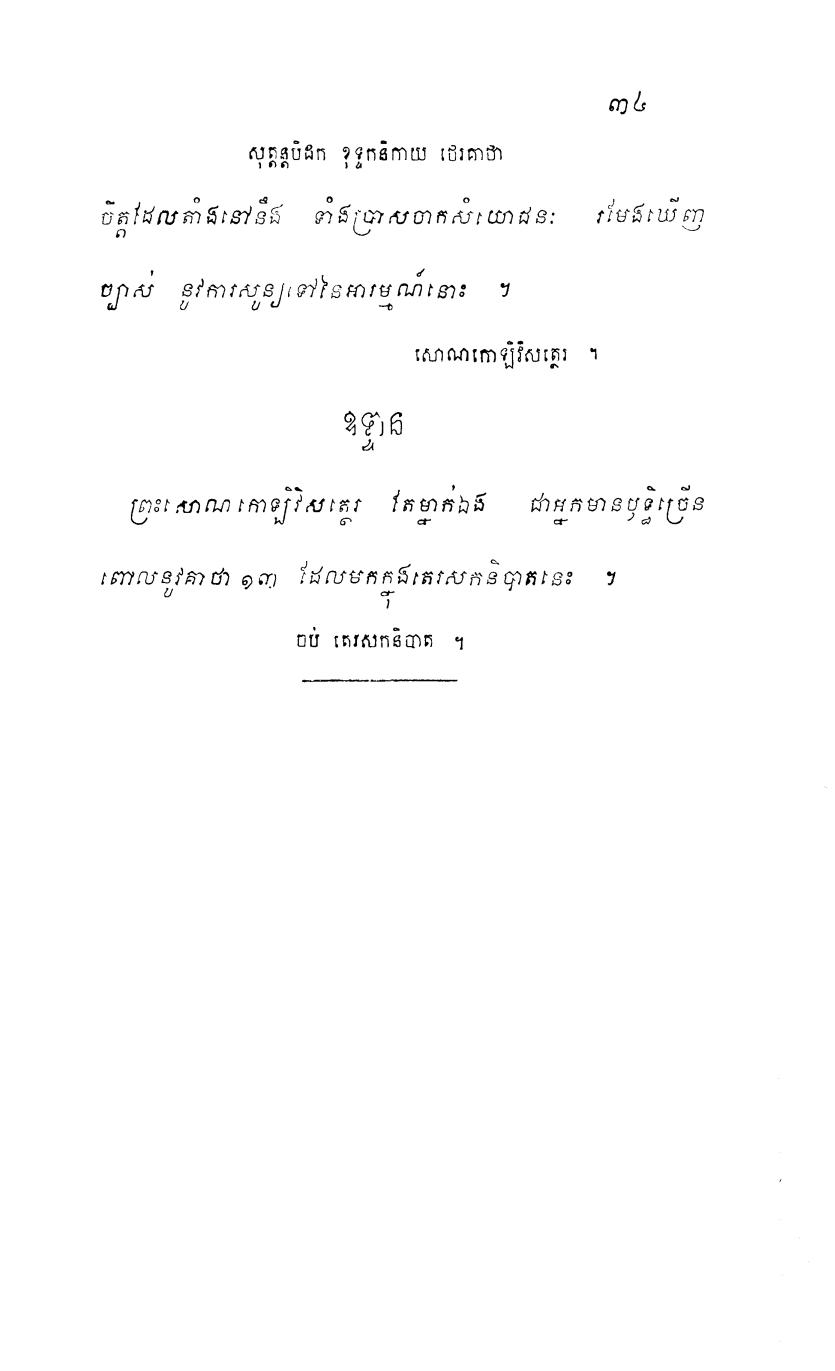 ៣៤
សុត្តន្តបិដក ខុទ្ទកនិកាយ ថេរគាថា
ចិត្តដែលតាំងនៅនឹង ទាំងប្រាសចាកសំយោជនៈ រមែងឃើញ
ច្បាស់ នូវការសូន្យទៅនៃអារម្មណ៍នោះ ។
សោណកោឡិវិសត្ថេរ ។
ឧទ្ទាន
ព្រះសោណកោឡិវិសត្ថេរ តែម្នាក់ឯង ជាអ្នកមានឫទ្ធិច្រើន
ពោលនូវគាថា ១៣ ដែលមកក្នុងតេរសកនិបាតនេះ ។
ចប់ តេរសកនិបាត ។